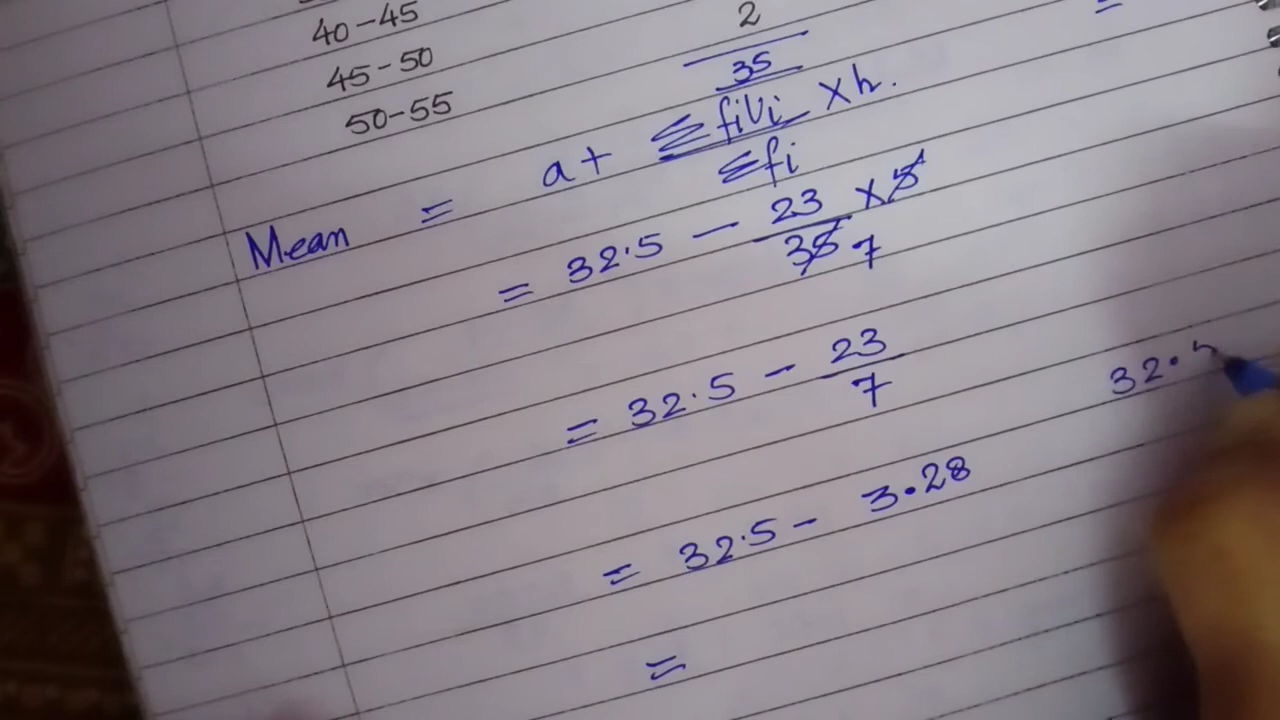 40-45
2
45-50
35
50-55
Mean = a + Σfiui / Σfi × h.
= 32.5 - 23/35 × 5
7
= 32.5 - 23/7
32.
= 32.5 - 3.28
=